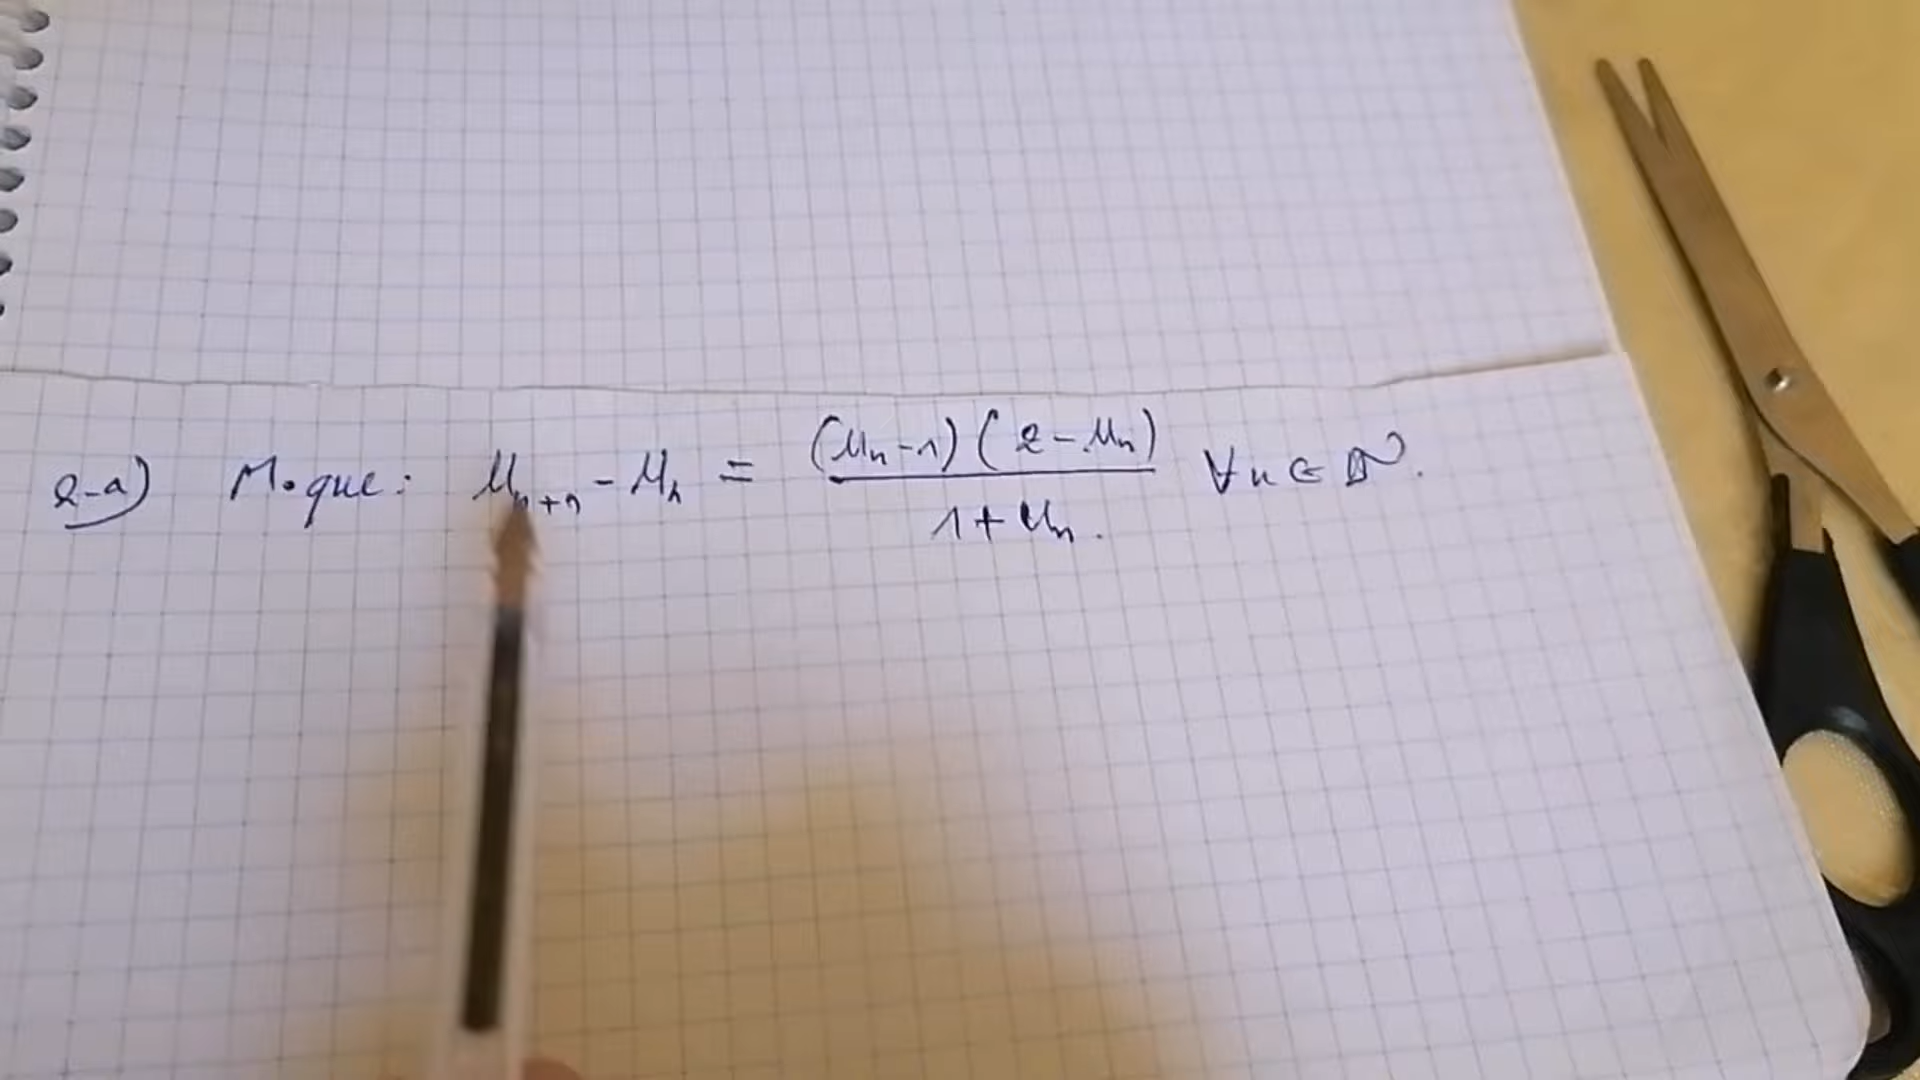 2-a) M. que : Uₙ₊₁ - Uₙ = (Uₙ - 1)(2 - Uₙ) / 1 + Uₙ . ∀n ∈ ℕ.